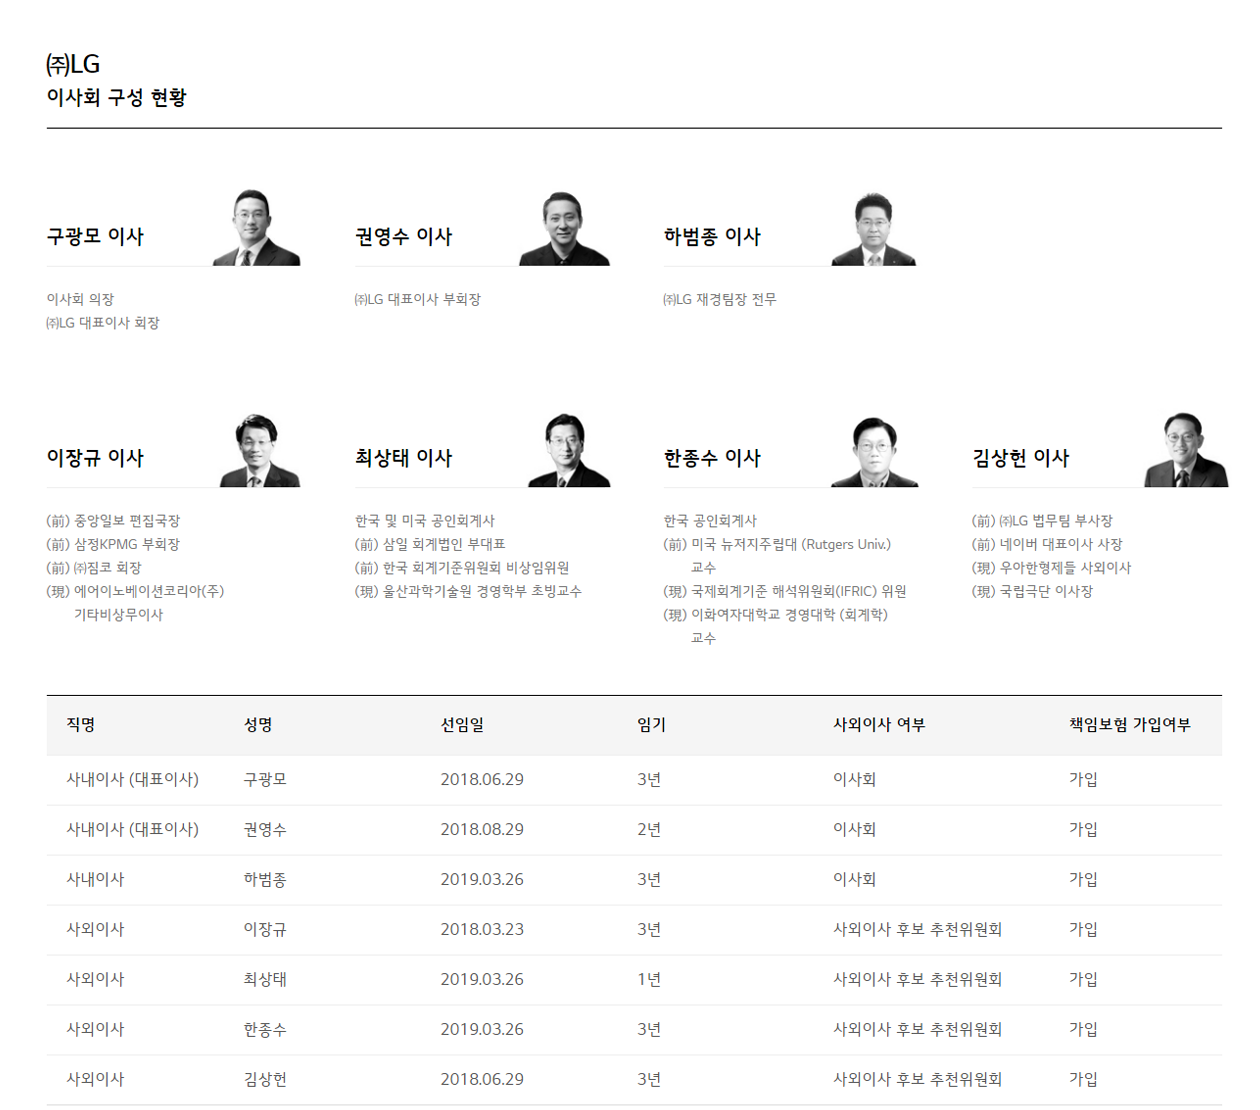 ㈜LG
이사회 구성 현황
구광모 이사
이사회 의장
㈜LG 대표이사 회장
권영수 이사
㈜LG 대표이사 부회장
하범종 이사
㈜LG 재경팀장 전무
이장규 이사
(前) 중앙일보 편집국장
(前) 삼정KPMG 부회장
(前) ㈜짐코 회장
(現) 에어이노베이션코리아(주)
기타비상무이사
최상태 이사
한국 및 미국 공인회계사
(前) 삼일 회계법인 부대표
(前) 한국 회계기준위원회 비상임위원
(現) 울산과학기술원 경영학부 초빙교수
한종수 이사
한국 공인회계사
(前) 미국 뉴저지주립대 (Rutgers Univ.)
교수
(現) 국제회계기준 해석위원회(IFRIC) 위원
(現) 이화여자대학교 경영대학 (회계학)
교수
김상헌 이사
(前) ㈜LG 법무팀 부사장
(前) 네이버 대표이사 사장
(現) 우아한형제들 사외이사
(現) 국립극단 이사장
직명 성명 선임일 임기 사외이사 여부 책임보험 가입여부
사내이사 (대표이사) 구광모 2018.06.29 3년 이사회 가입
사내이사 (대표이사) 권영수 2018.08.29 2년 이사회 가입
사내이사 하범종 2019.03.26 3년 이사회 가입
사외이사 이장규 2018.03.23 3년 사외이사 후보 추천위원회 가입
사외이사 최상태 2019.03.26 1년 사외이사 후보 추천위원회 가입
사외이사 한종수 2019.03.26 3년 사외이사 후보 추천위원회 가입
사외이사 김상헌 2018.06.29 3년 사외이사 후보 추천위원회 가입